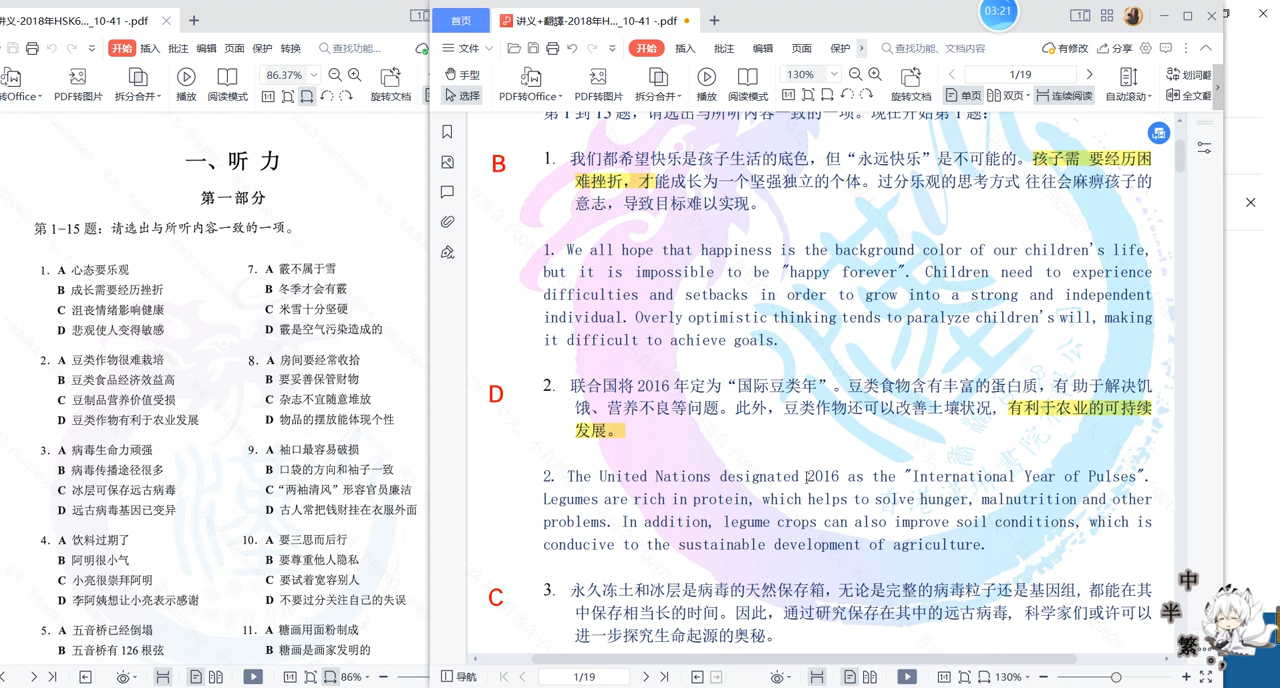 讲义-2018年HSK6..._10-41 -.pdf
首页
讲义+翻譯-2018年H..._10-41 -.pdf
03:21
开始 插入 批注 编辑 页面 保护 转换 查找功能...
文件 开始 插入 批注 编辑 页面 保护 查找功能、文档内容 有修改 分享
手型
选择
86.37%
130%
1/19
转Office PDF转图片 拆分合并 播放 阅读模式 旋转文档
PDF转Office PDF转图片 拆分合并 播放 阅读模式 旋转文档 单页 双页 连续阅读 自动滚动
划词翻
全文翻
一、听 力
第一部分
第1-15题：请选出与所听内容一致的一项。
1. A 心态要乐观
B 成长需要经历挫折
C 沮丧情绪影响健康
D 悲观使人变得敏感
2. A 豆类作物很难栽培
B 豆类食品经济效益高
C 豆制品营养价值受损
D 豆类作物有利于农业发展
3. A 病毒生命力顽强
B 病毒传播途径很多
C 冰层可保存远古病毒
D 远古病毒基因已变异
4. A 饮料过期了
B 阿明很小气
C 小亮很崇拜阿明
D 李阿姨想让小亮表示感谢
5. A 五音桥已经倒塌
B 五音桥有126根弦
7. A 霰不属于雪
B 冬季才会有霰
C 米雪十分坚硬
D 霰是空气污染造成的
8. A 房间要经常收拾
B 要妥善保管财物
C 杂志不宜随意堆放
D 物品的摆放能体现个性
9. A 袖口最容易破损
B 口袋的方向和袖子一致
C “两袖清风”形容官员廉洁
D 古人常把钱财挂在衣服外面
10. A 要三思而后行
B 要尊重他人隐私
C 要试着宽容别人
D 不要过分关注自己的失误
11. A 糖画用面粉制成
B 糖画是画家发明的
第 1 到 15 题，请选出与所听内容一致的一项。现在开始第 1 题：
B
1. 我们都希望快乐是孩子生活的底色，但“永远快乐”是不可能的。孩子需 要经历困
难挫折，才能成长为一个坚强独立的个体。过分乐观的思考方式 往往会麻痹孩子的
意志，导致目标难以实现。
1. We all hope that happiness is the background color of our children's life,
but it is impossible to be "happy forever". Children need to experience
difficulties and setbacks in order to grow into a strong and independent
individual. Overly optimistic thinking tends to paralyze children's will, making
it difficult to achieve goals.
D
2. 联合国将 2016 年定为“国际豆类年”。豆类食物含有丰富的蛋白质，有 助于解决饥
饿、营养不良等问题。此外，豆类作物还可以改善土壤状况，有利于农业的可持续
发展。
2. The United Nations designated 2016 as the "International Year of Pulses".
Legumes are rich in protein, which helps to solve hunger, malnutrition and other
problems. In addition, legume crops can also improve soil conditions, which is
conducive to the sustainable development of agriculture.
C
3. 永久冻土和冰层是病毒的天然保存箱，无论是完整的病毒粒子还是基因组，都能在其
中保存相当长的时间。因此，通过研究保存在其中的远古病毒，科学家们或许可以
进一步探究生命起源的奥秘。
中
半
繁
86%
导航 1/19 130%